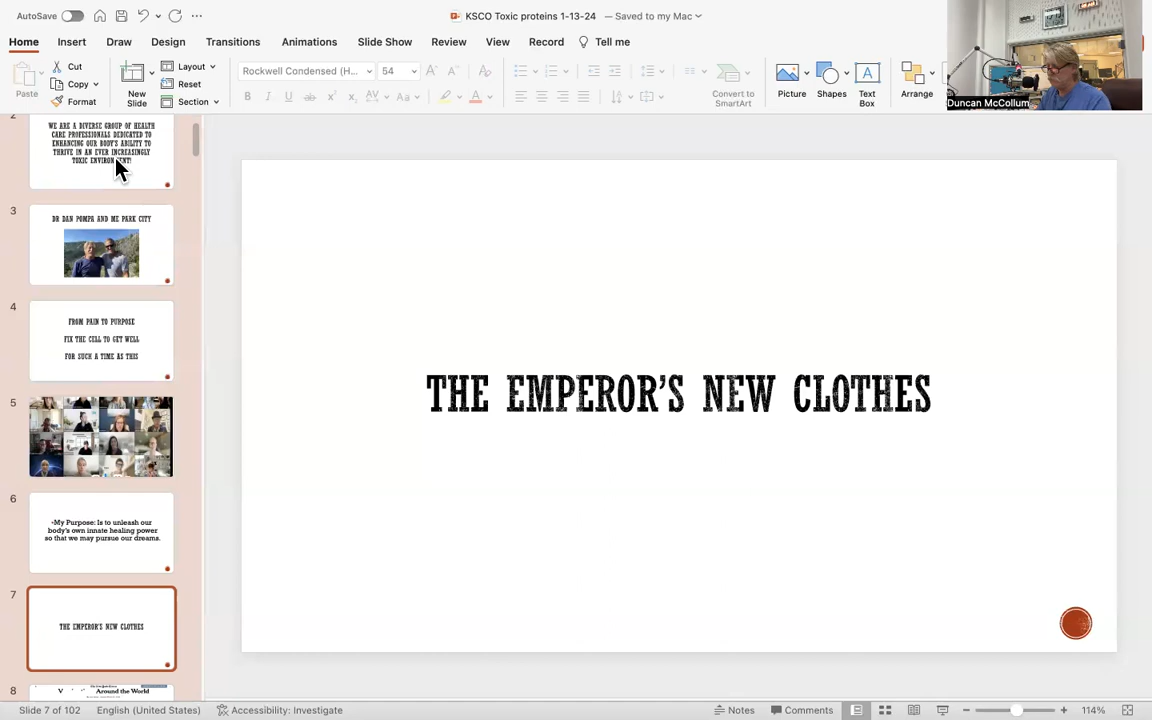 AutoSave
KSCO Toxic proteins 1-13-24 — Saved to my Mac
Home Insert Draw Design Transitions Animations Slide Show Review View Record Tell me
Paste
Cut
Copy
Format
New
Slide
Layout
Reset
Section
Rockwell Condensed (H... 54
B I U ab x² x₂ AV Aa A
Convert to
SmartArt
Picture
Shapes
Text
Box
Arrange
Duncan McCollum
2
WE ARE A DIVERSE GROUP OF HEALTH
CARE PROFESSIONALS DEDICATED TO
ENHANCING OUR BODY'S ABILITY TO
THRIVE IN AN EVER INCREASINGLY
3
DR DAN POMPA AND ME PARK CITY
4
FROM PAIN TO PURPOSE
FIX THE CELL TO GET WELL
FOR SUCH A TIME AS THIS
5
6
•My Purpose: Is to unleash our
body's own innate healing power
so that we may pursue our dreams.
7
THE EMPEROR'S NEW CLOTHES
8
Around the World
THE EMPEROR'S NEW CLOTHES
Slide 7 of 102 English (United States) Accessibility: Investigate Notes Comments 114%